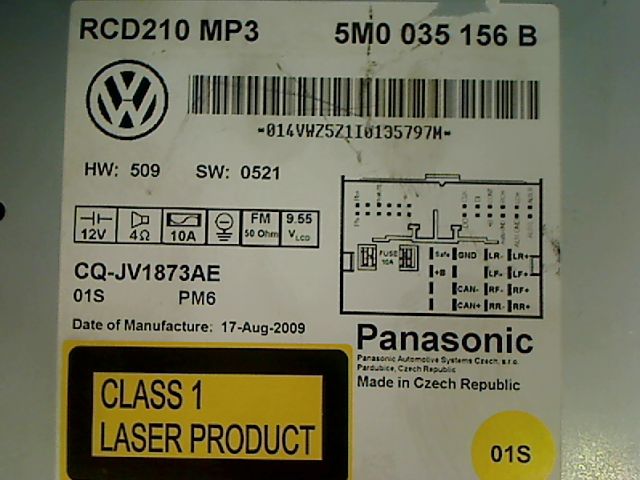 RCD210 MP3 5M0 035 156 B
-014VWZ5Z1I0135797M-
HW: 509 SW: 0521
12V 4Ω 10A FM 50 Ohm 9.55 VLCD
FUSE 10A
Safe GND LR- LR+
+B LF- LF+
CAN- RF- RF+
CAN+ RR- RR+
CQ-JV1873AE
01S PM6
Date of Manufacture: 17-Aug-2009
Panasonic
Panasonic Automotive Systems Czech, s.r.o.
Pardubice, Czech Republic
Made in Czech Republic
CLASS 1
LASER PRODUCT
01S